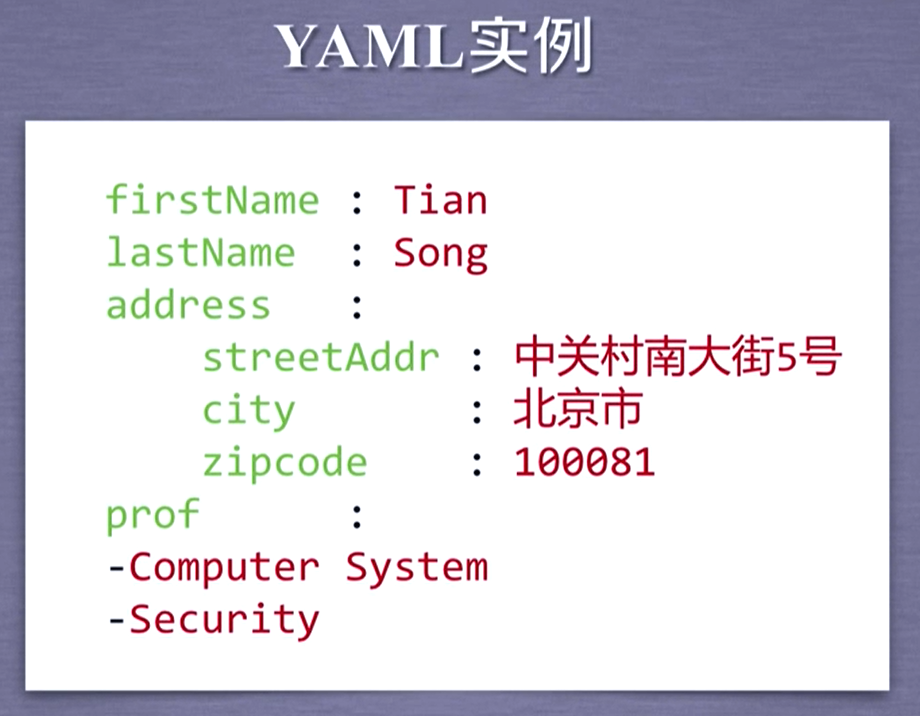 YAML实例
firstName : Tian
lastName  : Song
address   :
    streetAddr : 中关村南大街5号
    city       : 北京市
    zipcode    : 100081
prof      :
-Computer System
-Security